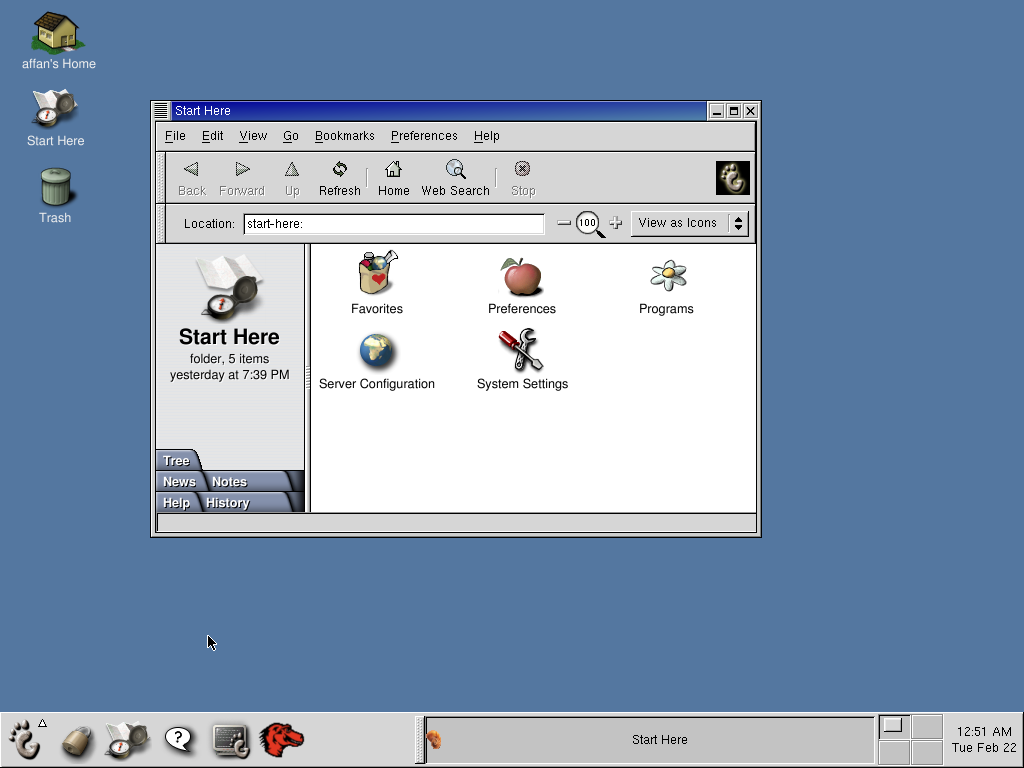 affan's Home
Start Here
Trash
Start Here
File Edit View Go Bookmarks Preferences Help
Back Forward Up Refresh Home Web Search Stop
Location: start-here: 100 View as Icons
Start Here
folder, 5 items
yesterday at 7:39 PM
Tree
News Notes
Help History
Favorites Preferences Programs
Server Configuration System Settings
?
Start Here
12:51 AM
Tue Feb 22